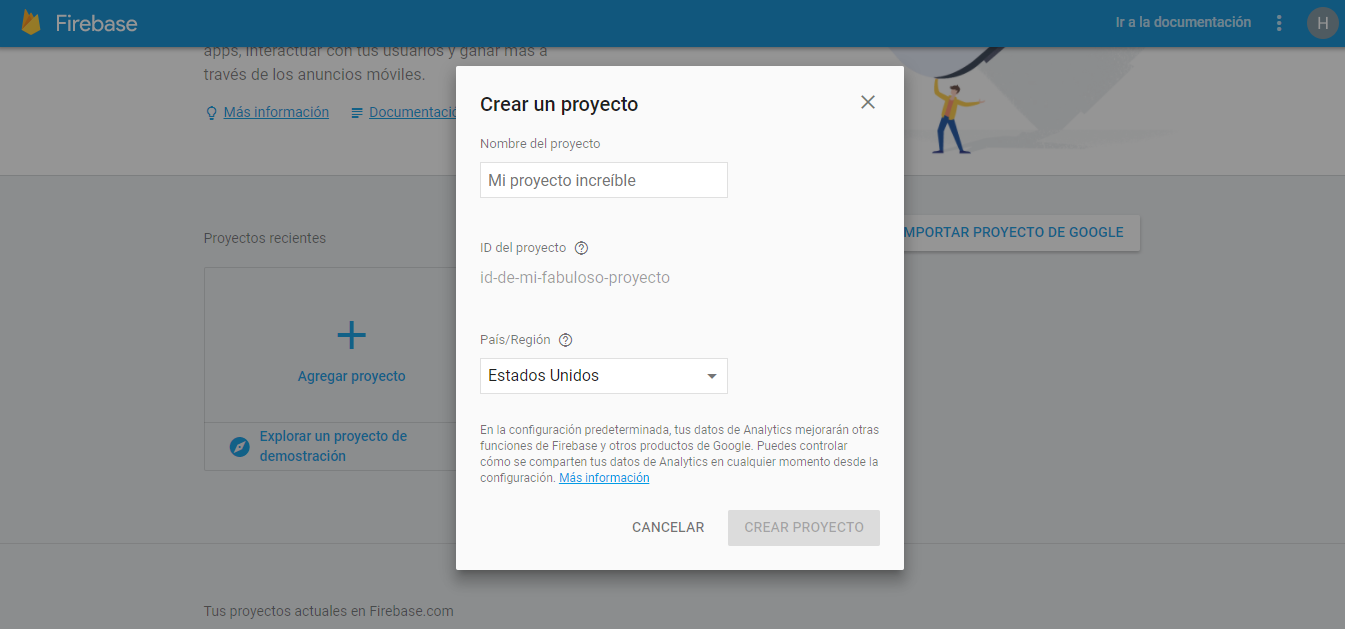 Firebase
Ir a la documentación
H
apps, interactuar con tus usuarios y ganar más a
través de los anuncios móviles.
Más información
Documentació
Crear un proyecto
Nombre del proyecto
Mi proyecto increíble
ID del proyecto
id-de-mi-fabuloso-proyecto
País/Región
Estados Unidos
En la configuración predeterminada, tus datos de Analytics mejorarán otras
funciones de Firebase y otros productos de Google. Puedes controlar
cómo se comparten tus datos de Analytics en cualquier momento desde la
configuración. Más información
CANCELAR
CREAR PROYECTO
Proyectos recientes
MPORTAR PROYECTO DE GOOGLE
Agregar proyecto
Explorar un proyecto de
demostración
Tus proyectos actuales en Firebase.com